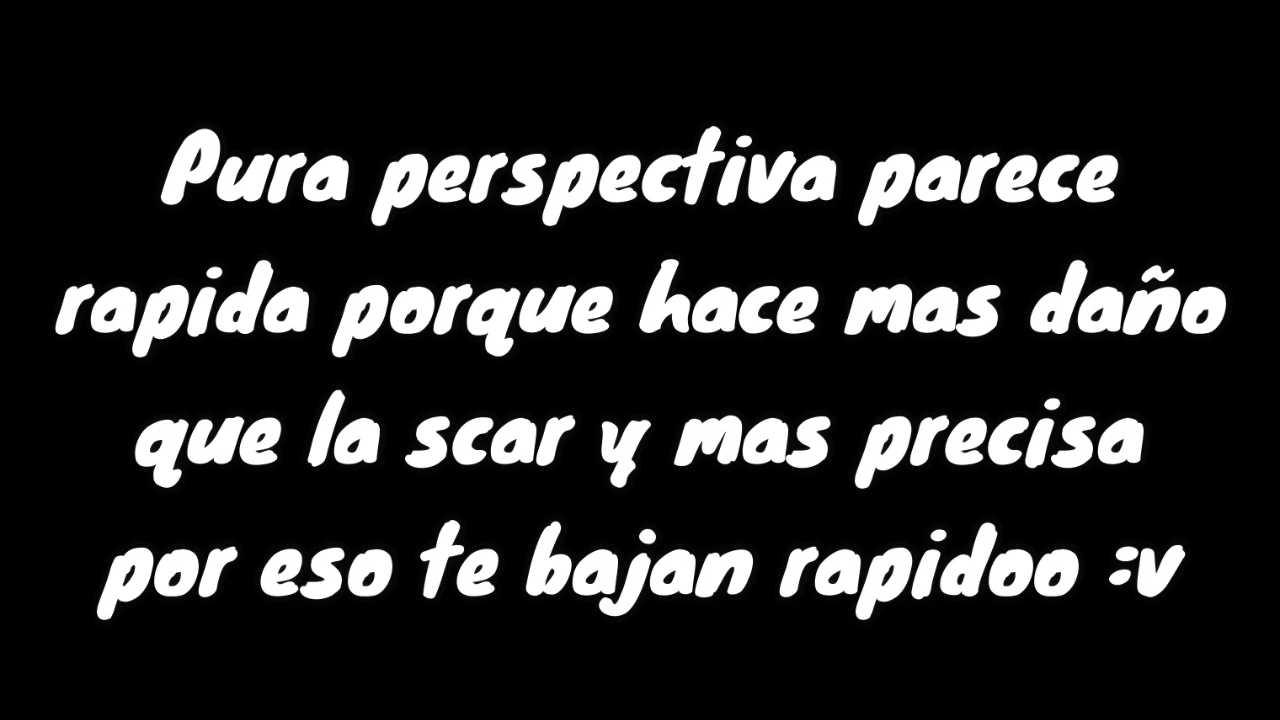 Pura perspectiva parece
rapida porque hace mas daño
que la scar y mas precisa
por eso te bajan rapidoo :v